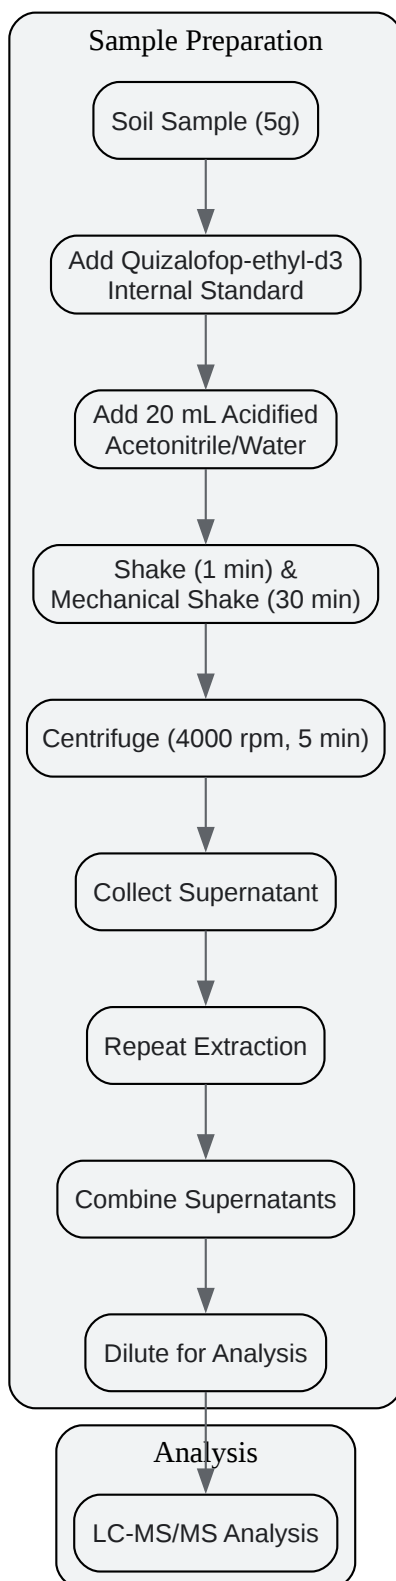 Sample Preparation
Soil Sample (5g)
Add Quizalofop-ethyl-d3
Internal Standard
Add 20 mL Acidified
Acetonitrile/Water
Shake (1 min) &
Mechanical Shake (30 min)
Centrifuge (4000 rpm, 5 min)
Collect Supernatant
Repeat Extraction
Combine Supernatants
Dilute for Analysis
Analysis
LC-MS/MS Analysis